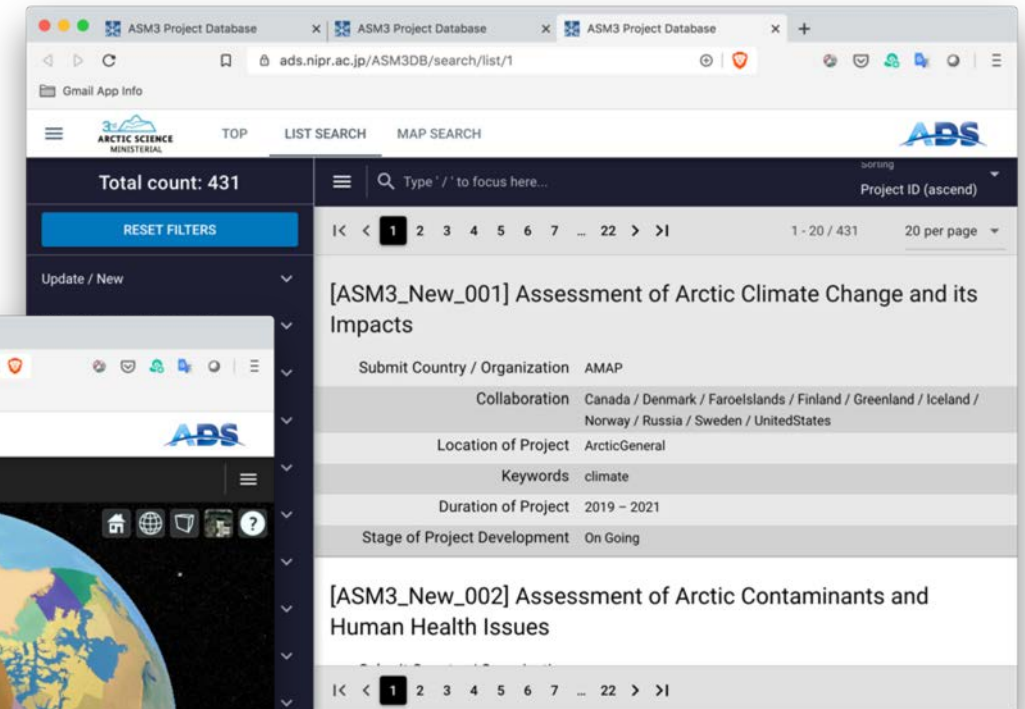 ASM3 Project Database
ASM3 Project Database
ASM3 Project Database
ads.nipr.ac.jp/ASM3DB/search/list/1
Gmail App Info
3rd
ARCTIC SCIENCE
MINISTERIAL
TOP
LIST SEARCH
MAP SEARCH
ADS
Total count: 431
Type ' / ' to focus here...
Sorting
Project ID (ascend)
RESET FILTERS
1 2 3 4 5 6 7 … 22
1 - 20 / 431
20 per page
Update / New
[ASM3_New_001] Assessment of Arctic Climate Change and its
Impacts
Submit Country / Organization AMAP
Collaboration Canada / Denmark / FaroeIslands / Finland / Greenland / Iceland /
Norway / Russia / Sweden / UnitedStates
Location of Project ArcticGeneral
Keywords climate
Duration of Project 2019 – 2021
Stage of Project Development On Going
[ASM3_New_002] Assessment of Arctic Contaminants and
Human Health Issues
1 2 3 4 5 6 7 … 22
ADS
?